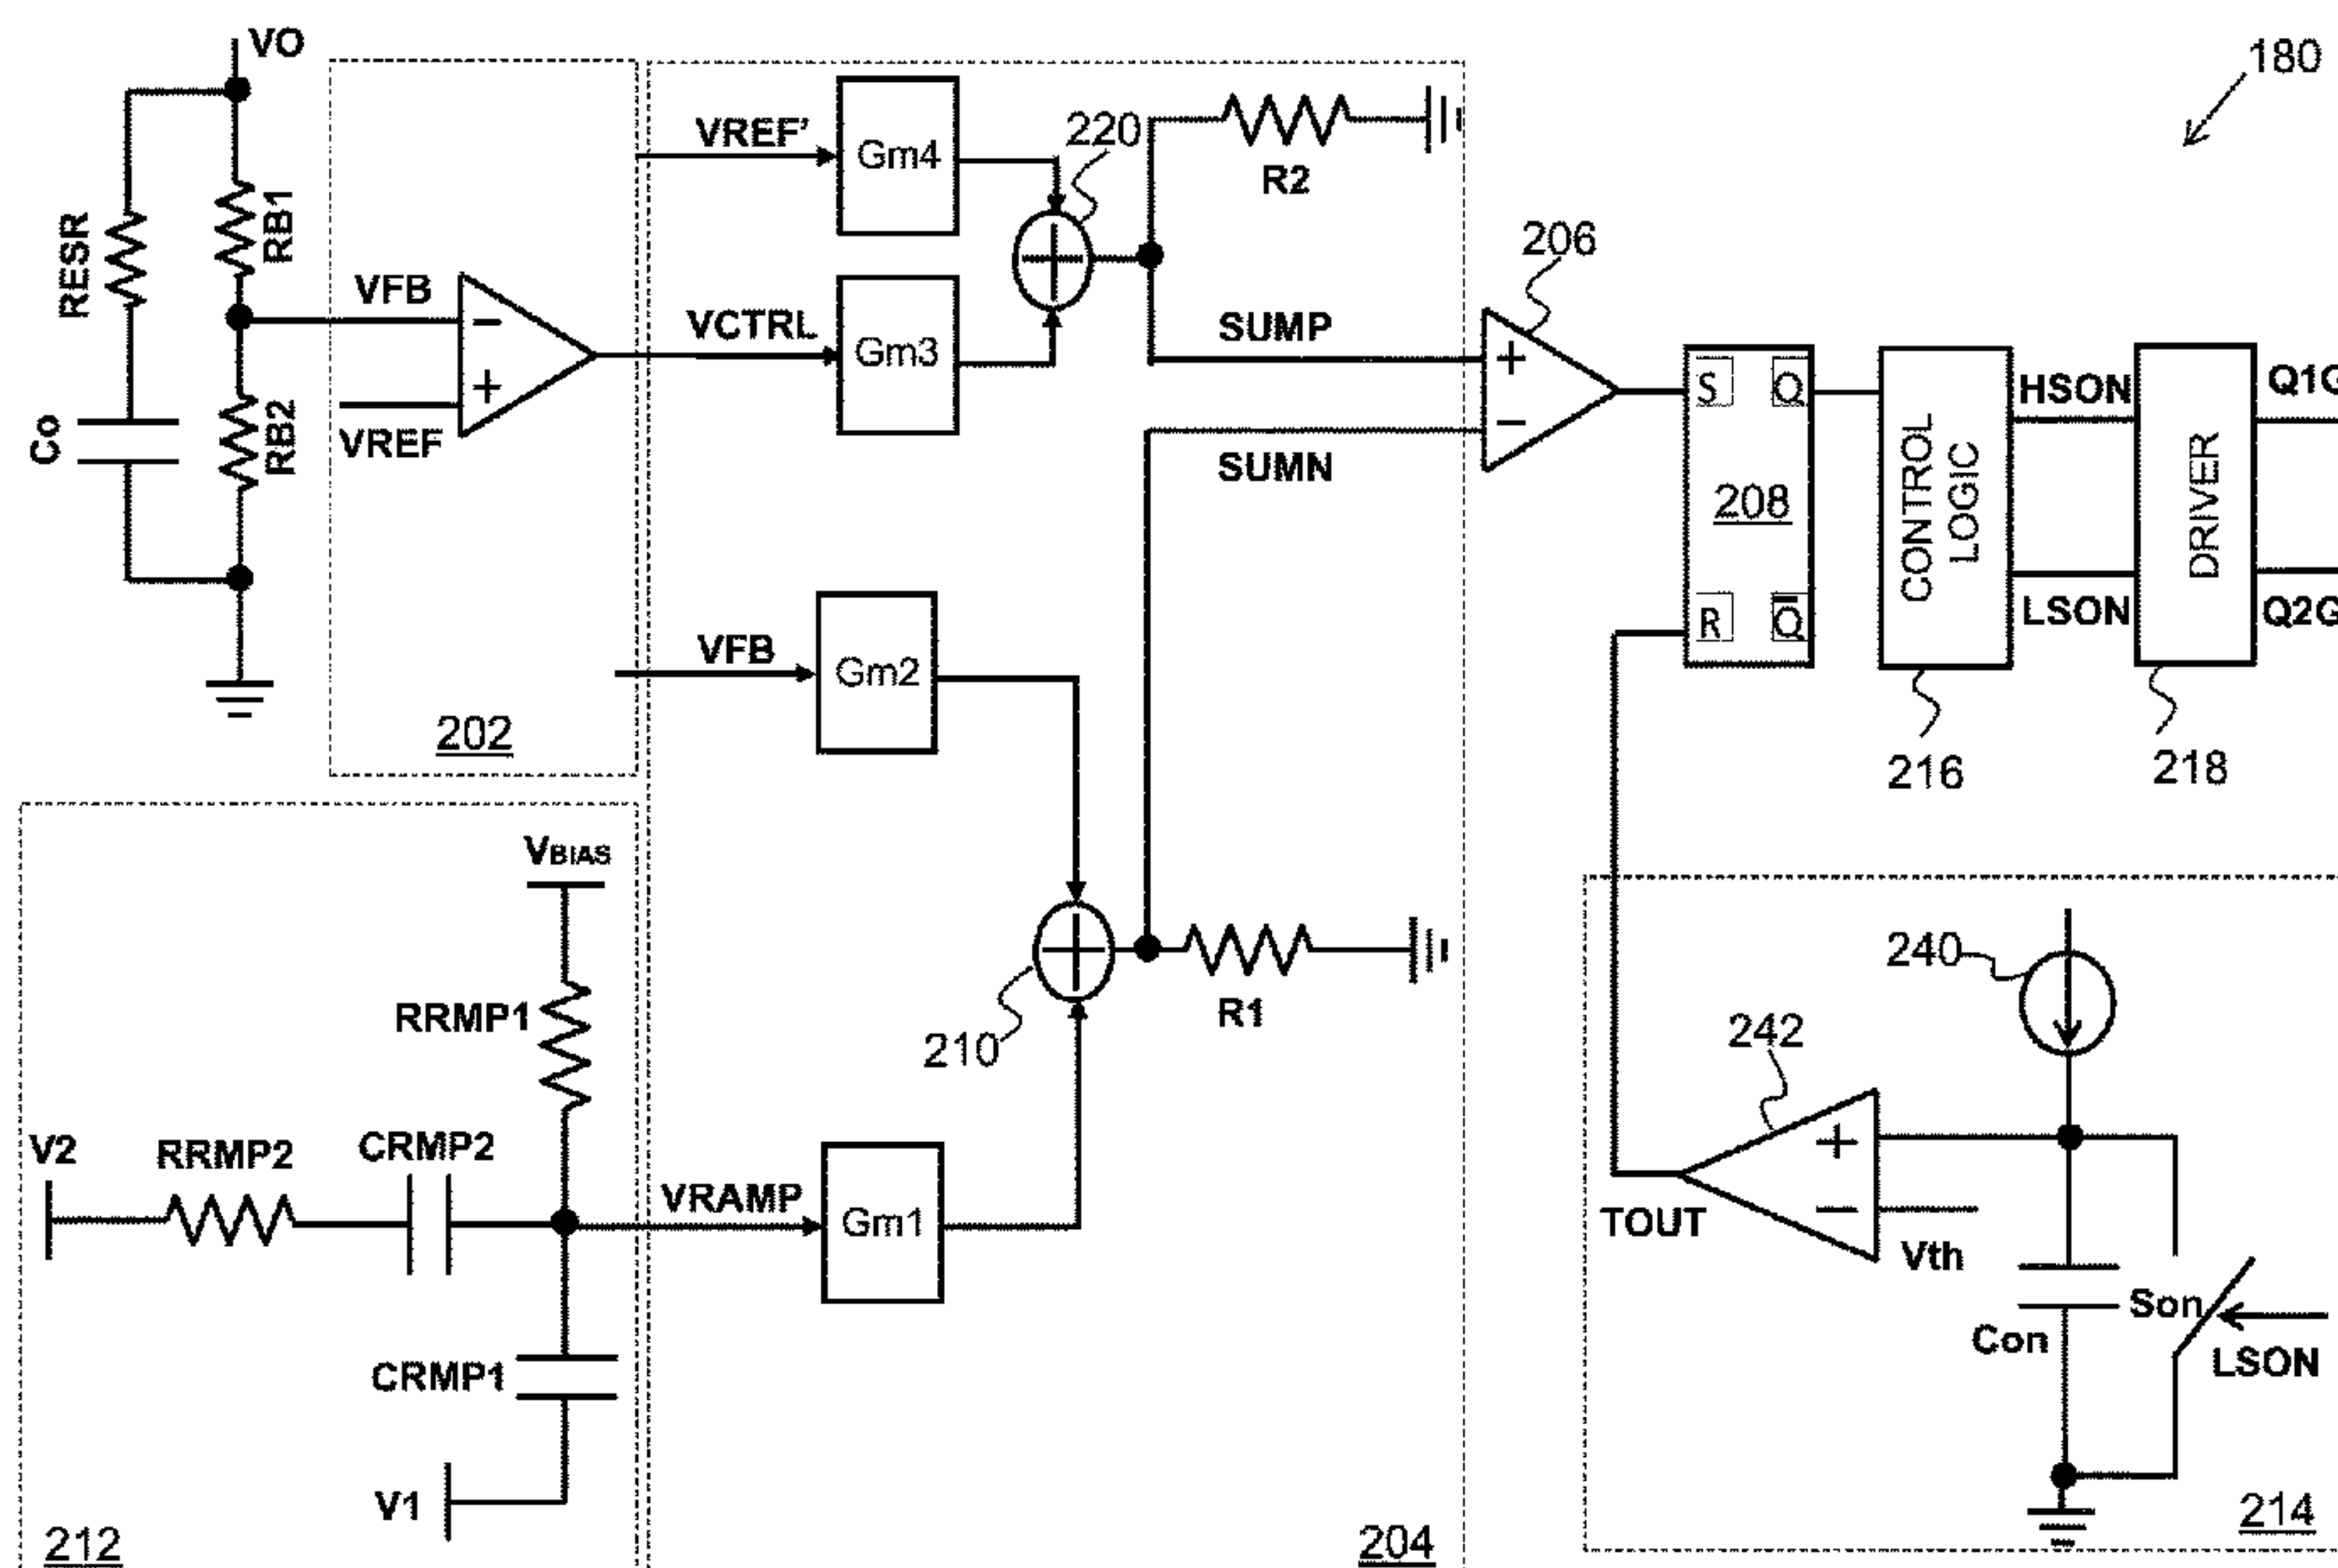 VO
180
VREF'
Gm4
220
R2
RESR
RB1
206
VFB
VCTRL
Gm3
SUMP
-
+
VREF
Co
RB2
SUMN
+
-
S
Q
208
R
Q̅
CONTROL LOGIC
HSON
LSON
DRIVER
Q1G
Q2G
VFB
Gm2
202
216
218
VBIAS
RRMP1
210
R1
240
242
V2
RRMP2
CRMP2
VRAMP
Gm1
+
-
TOUT
Vth
Son
Con
LSON
CRMP1
V1
212
204
214